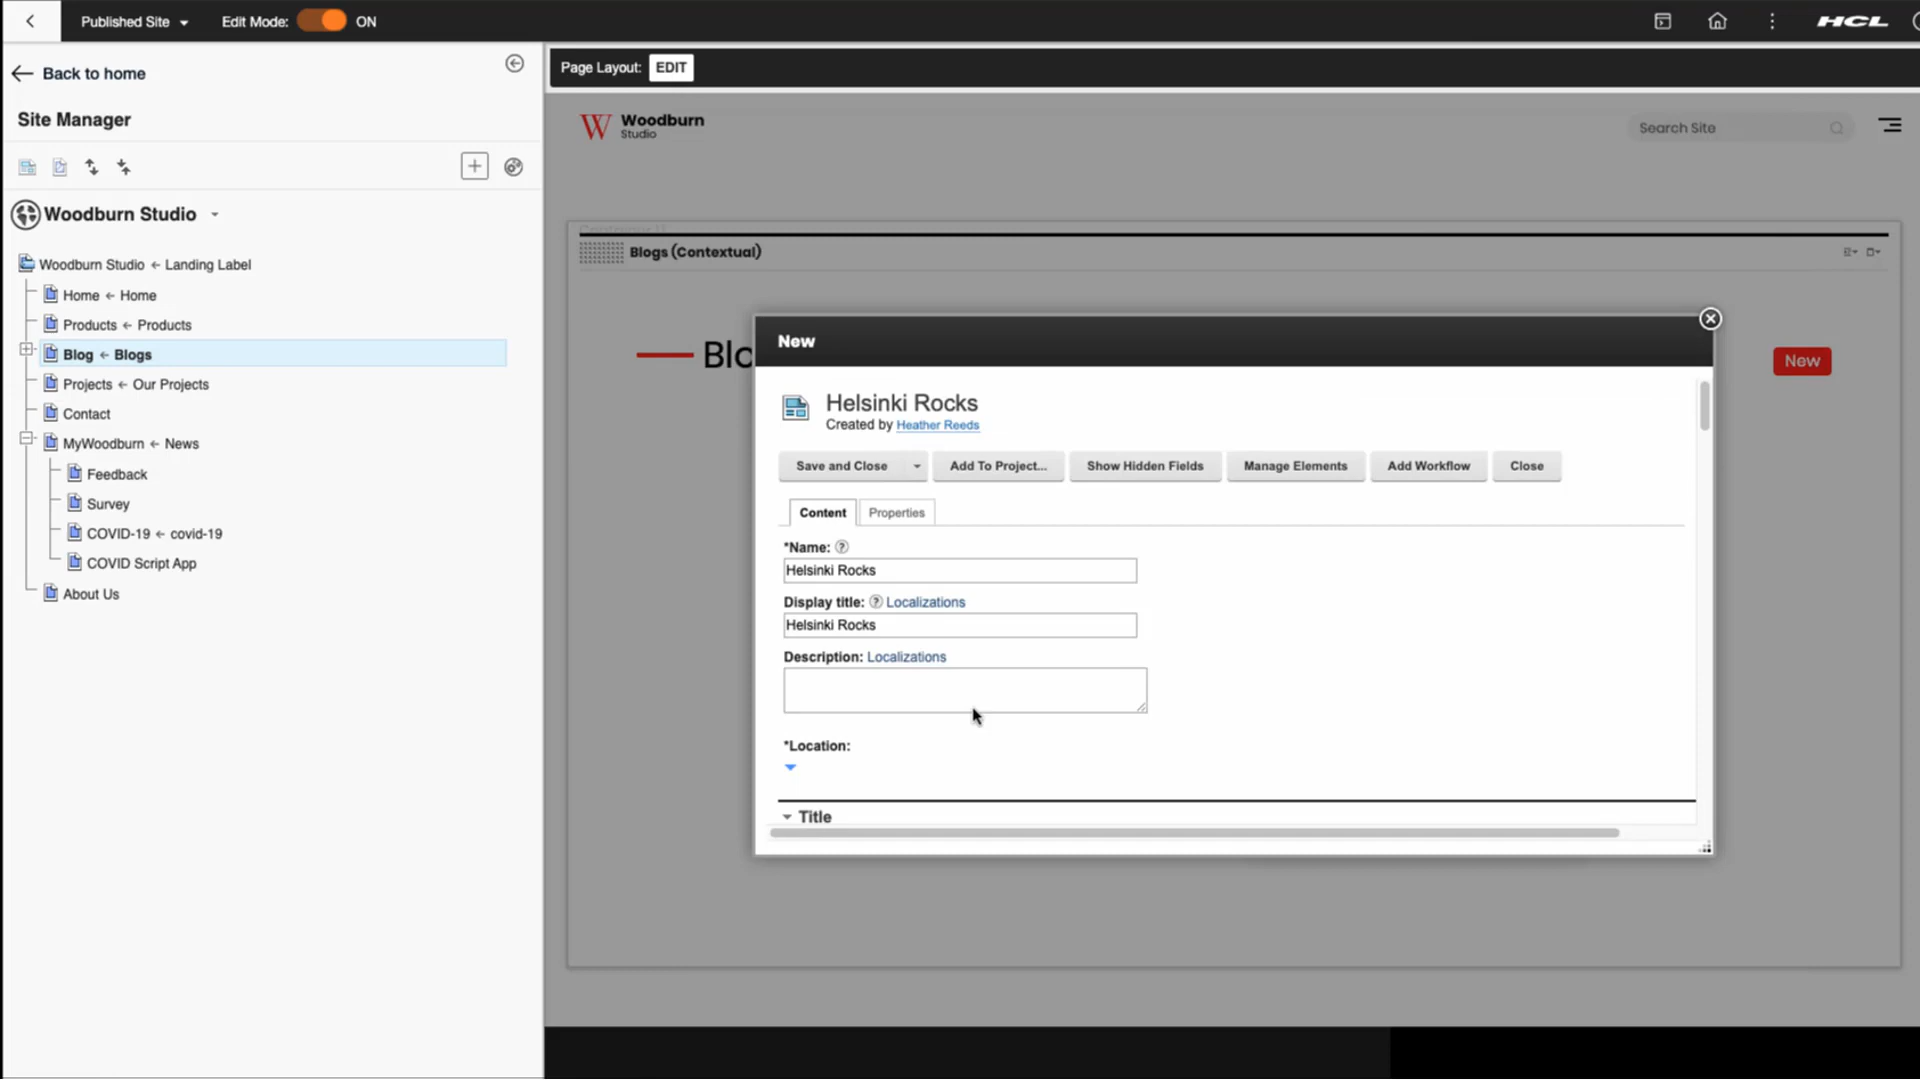 Published Site
Edit Mode: ON
HCL
Back to home
Site Manager
Woodburn Studio
Woodburn Studio ← Landing Label
Home ← Home
Products ← Products
Blog ← Blogs
Projects ← Our Projects
Contact
MyWoodburn ← News
Feedback
Survey
COVID-19 ← covid-19
COVID Script App
About Us
Page Layout: EDIT
Woodburn
Studio
Search Site
Blogs (Contextual)
New
New
Helsinki Rocks
Created by Heather Reeds
Save and Close
Add To Project...
Show Hidden Fields
Manage Elements
Add Workflow
Close
Content
Properties
*Name:
Helsinki Rocks
Display title: Localizations
Helsinki Rocks
Description: Localizations
*Location:
Title